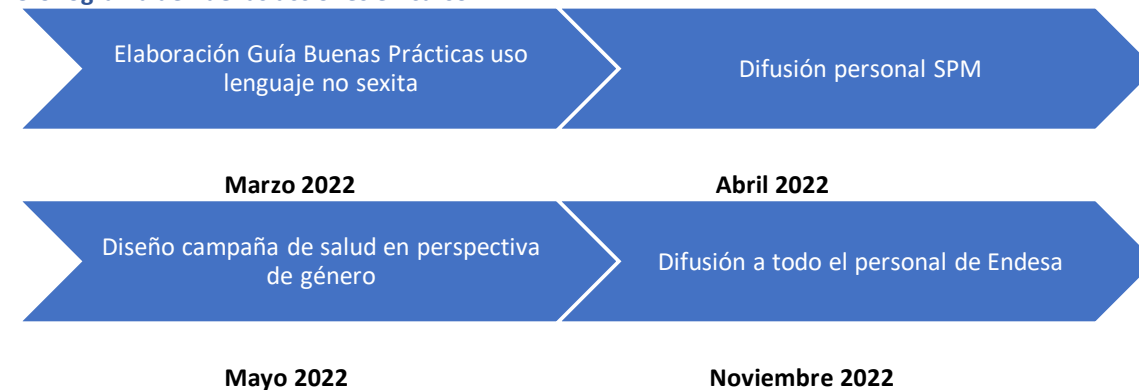 Elaboración Guía Buenas Prácticas uso
lenguaje no sexita
Difusión personal SPM
Marzo 2022
Abril 2022
Diseño campaña de salud en perspectiva
de género
Difusión a todo el personal de Endesa
Mayo 2022
Noviembre 2022